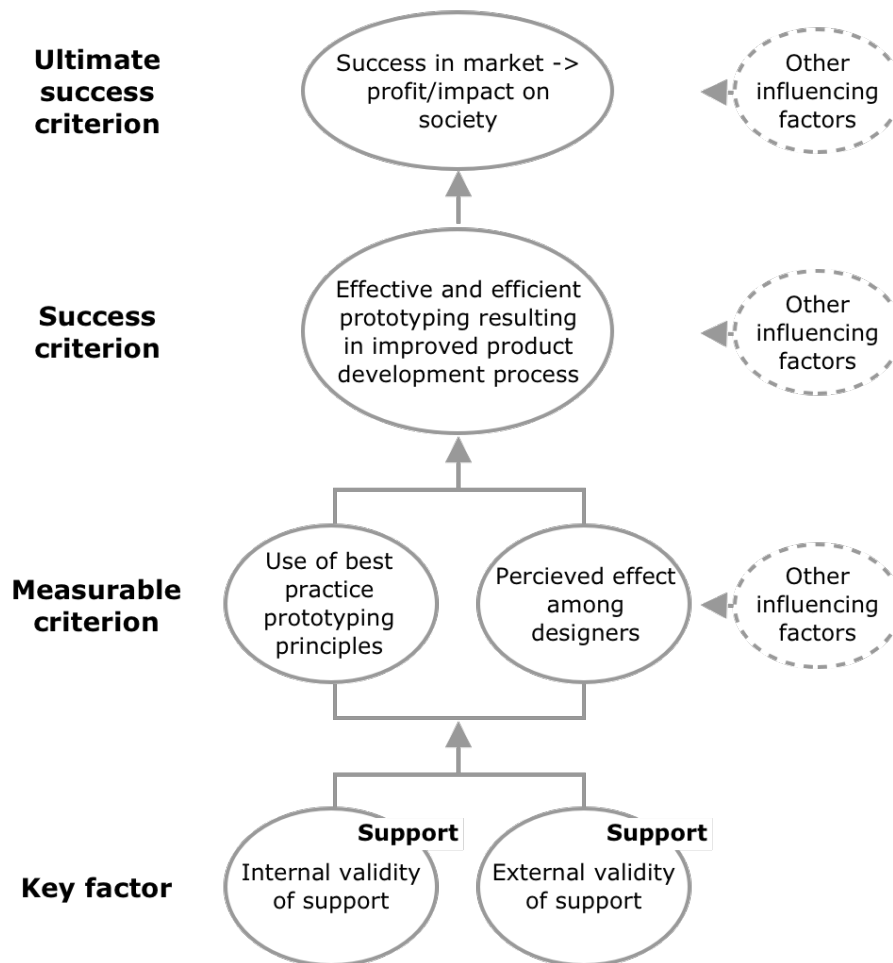 Ultimate
success
criterion
Success in market ->
profit/impact on
society
Other
influencing
factors
Success
criterion
Effective and efficient
prototyping resulting
in improved product
development process
Other
influencing
factors
Measurable
criterion
Use of best
practice
prototyping
principles
Percieved effect
among
designers
Other
influencing
factors
Key factor
Support
Internal validity
of support
Support
External validity
of support